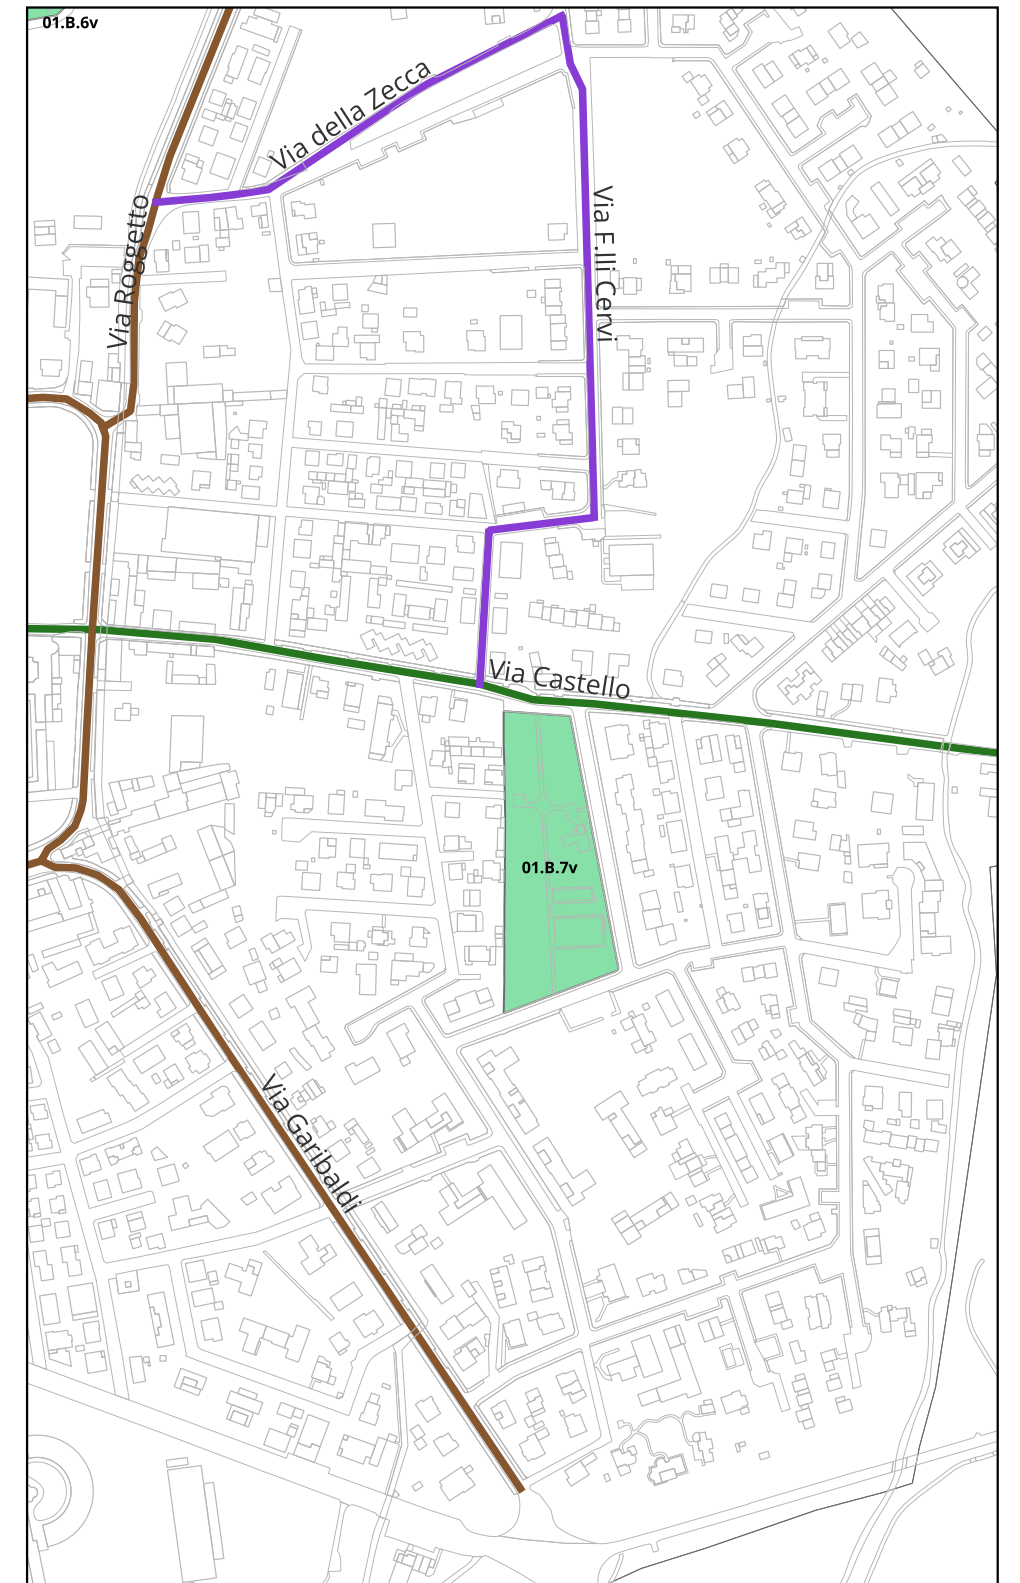 01.B.6v
Via della Zecca
Via Roggetto
Via F.lli Cervi
Via Castello
01.B.7v
Via Garibaldi